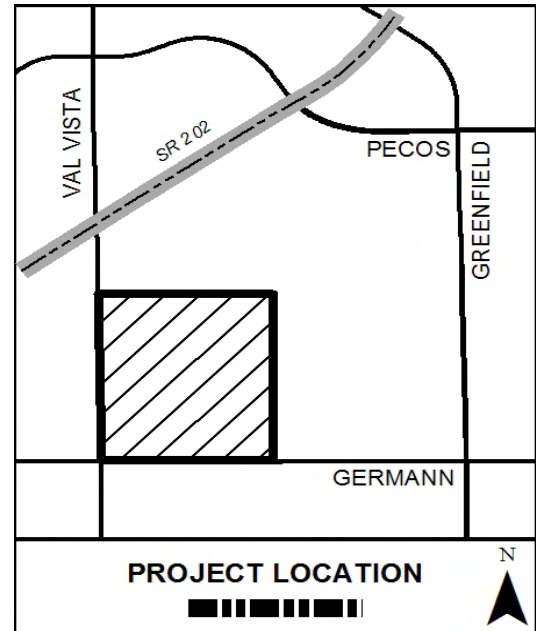 VAL VISTA
SR 202
PECOS
GREENFIELD
GERMANN
PROJECT LOCATION
N